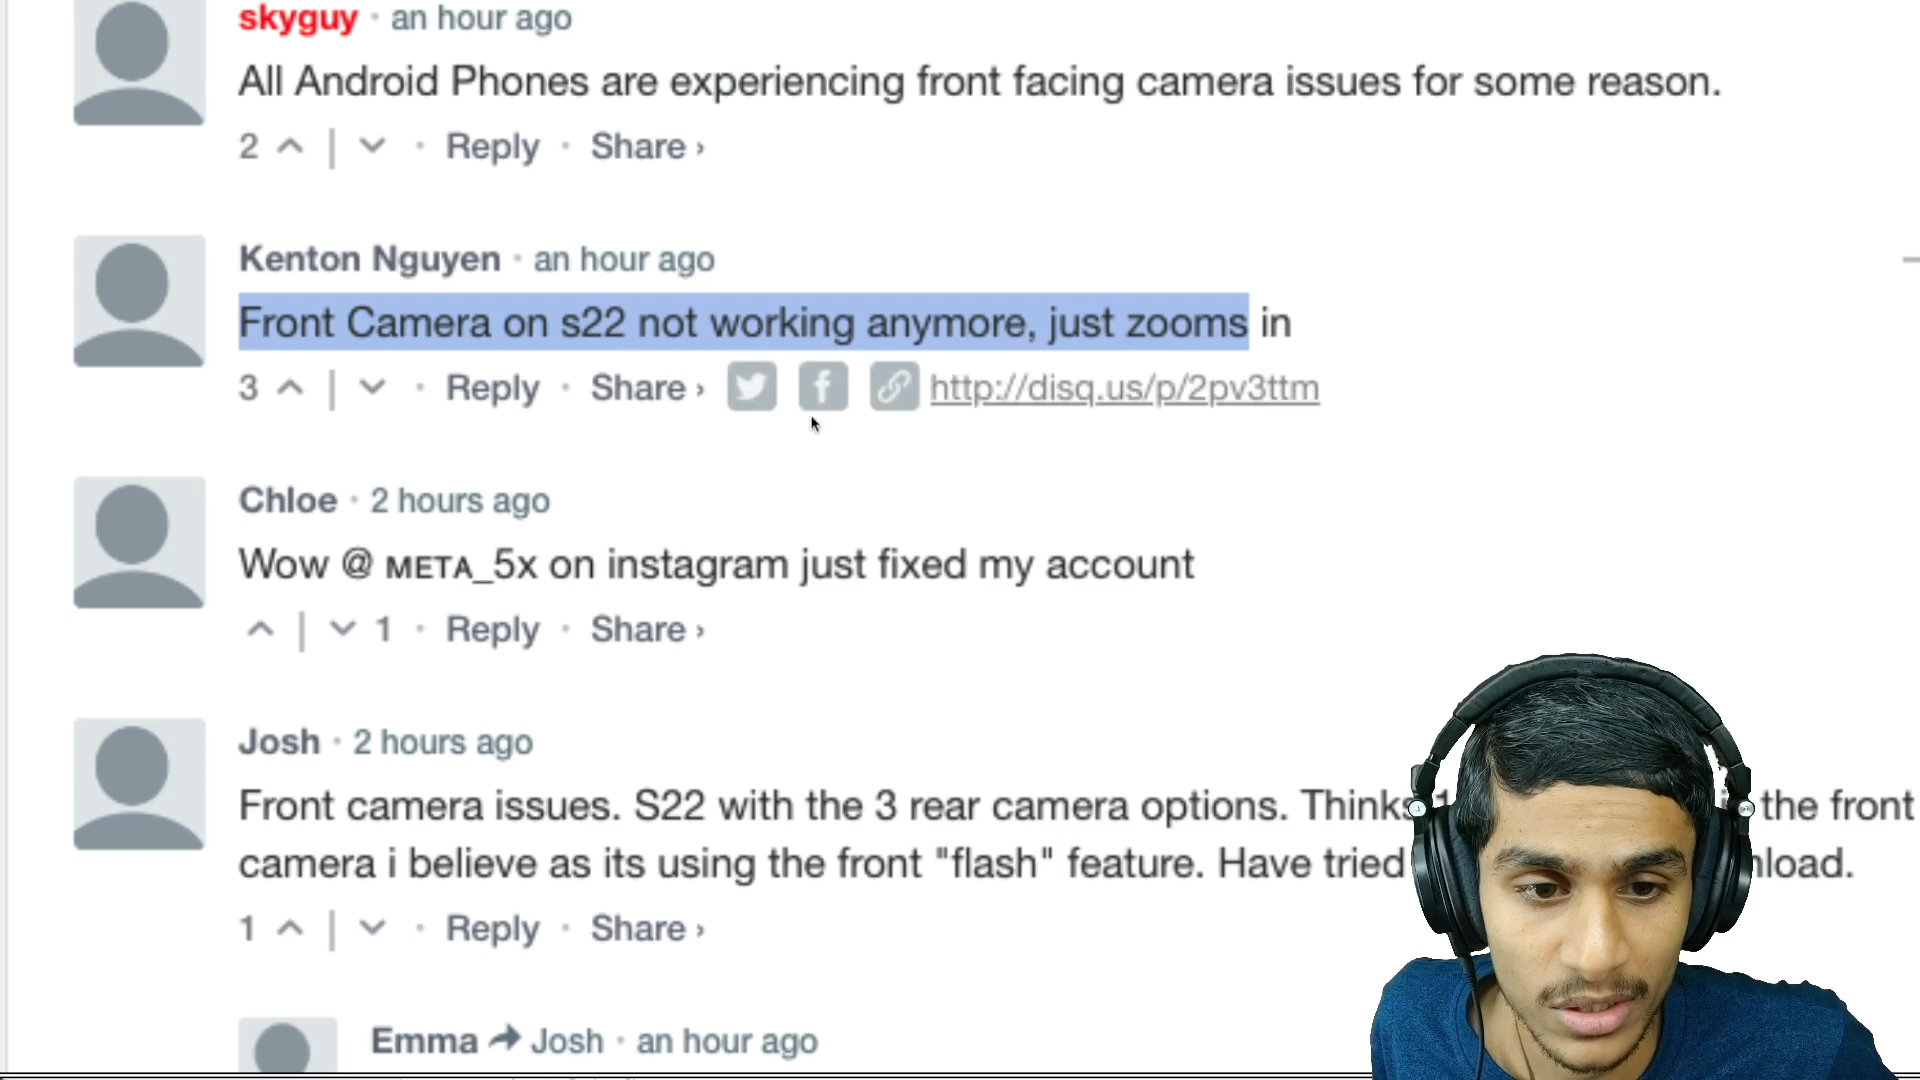 skyguy · an hour ago
All Android Phones are experiencing front facing camera issues for some reason.
2 | · Reply · Share ›
Kenton Nguyen · an hour ago
Front Camera on s22 not working anymore, just zooms in
3 | · Reply · Share › http://disq.us/p/2pv3ttm
Chloe · 2 hours ago
Wow @ ᴍᴇᴛᴀ_5x on instagram just fixed my account
| 1 · Reply · Share ›
Josh · 2 hours ago
Front camera issues. S22 with the 3 rear camera options. Thinks the front
camera i believe as its using the front "flash" feature. Have tried
1 | · Reply · Share ›
Emma Josh · an hour ago